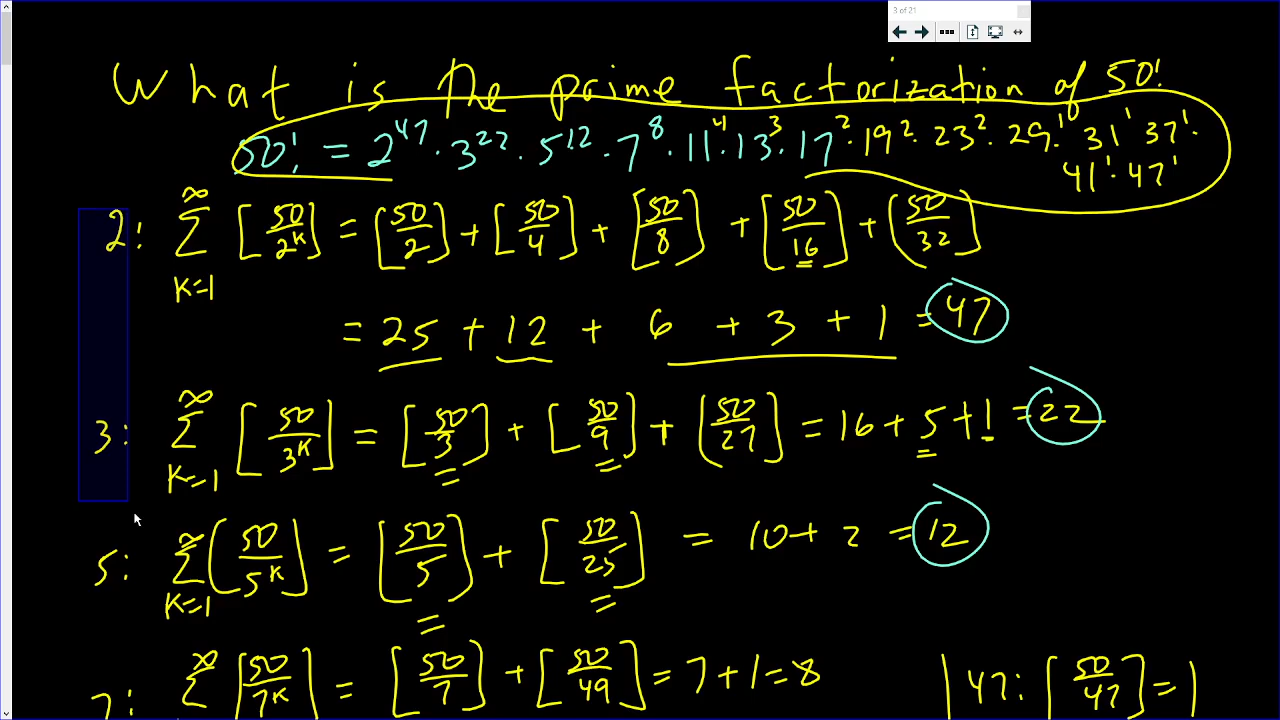 3 of 21
What is the prime factorization of 50!
50! = 2^47 · 3^22 · 5^12 · 7^8 · 11^4 · 13^3 · 17^2 · 19^2 · 23^2 · 29^1 · 31^1 37^1 ·
41^1 · 47^1
2: ∞∑K=1 [50/2^K] = [50/2] + [50/4] + [50/8] + [50/16] + [50/32]
= 25 + 12 + 6 + 3 + 1 = 47
3: ∞∑K=1 [50/3^K] = [50/3] + [50/9] + [50/27] = 16 + 5 + 1 = 22
5: ∞∑K=1 [50/5^K] = [50/5] + [50/25] = 10 + 2 = 12
7: ∞∑ [50/7^K] = [50/7] + [50/49] = 7 + 1 = 8
47: [50/47] = 1